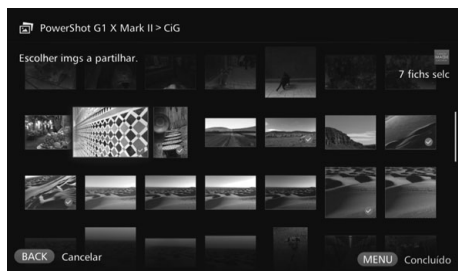 PowerShot G1 X Mark II > CiG
Escolher imgs a partilhar.
7 fichs selc
BACK Cancelar
MENU Concluído